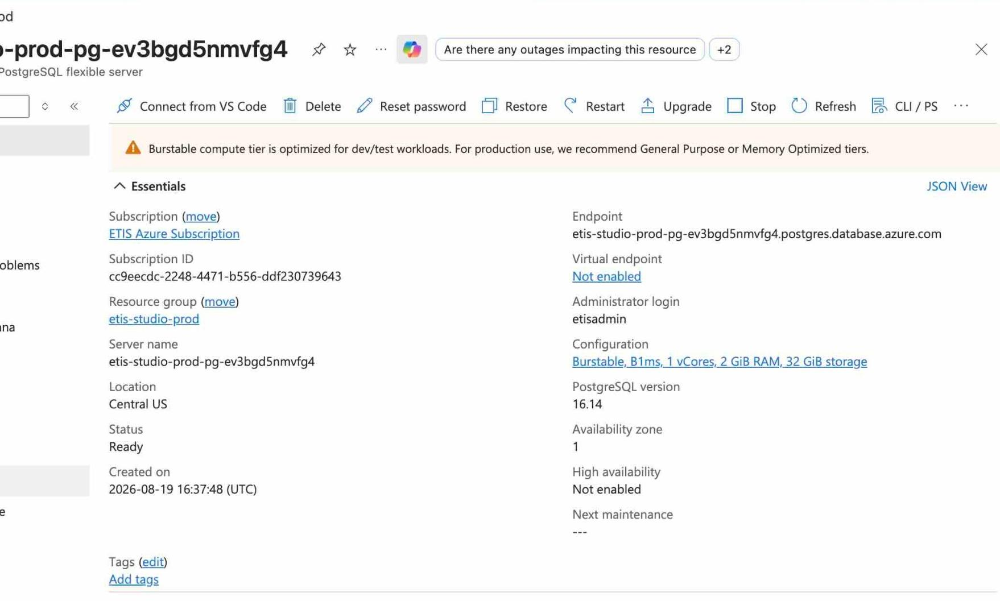 od
o-prod-pg-ev3bgd5nmvfg4
Are there any outages impacting this resource
+2
PostgreSQL flexible server
Connect from VS Code
Delete
Reset password
Restore
Restart
Upgrade
Stop
Refresh
CLI / PS
Burstable compute tier is optimized for dev/test workloads. For production use, we recommend General Purpose or Memory Optimized tiers.
Essentials
JSON View
Subscription (move)
ETIS Azure Subscription
Subscription ID
cc9eecdc-2248-4471-b556-ddf230739643
Resource group (move)
etis-studio-prod
Server name
etis-studio-prod-pg-ev3bgd5nmvfg4
Location
Central US
Status
Ready
Created on
2026-08-19 16:37:48 (UTC)
Endpoint
etis-studio-prod-pg-ev3bgd5nmvfg4.postgres.database.azure.com
Virtual endpoint
Not enabled
Administrator login
etisadmin
Configuration
Burstable, B1ms, 1 vCores, 2 GiB RAM, 32 GiB storage
PostgreSQL version
16.14
Availability zone
1
High availability
Not enabled
Next maintenance
---
Tags (edit)
Add tags
oblems
ana
e